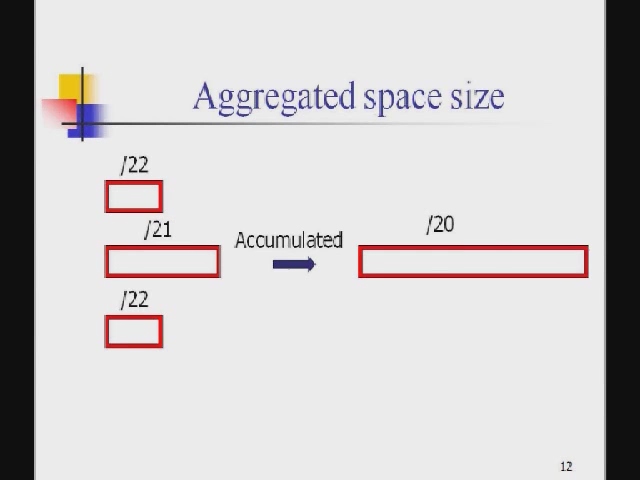 Aggregated space size
/22
/21
Accumulated
/20
/22
12